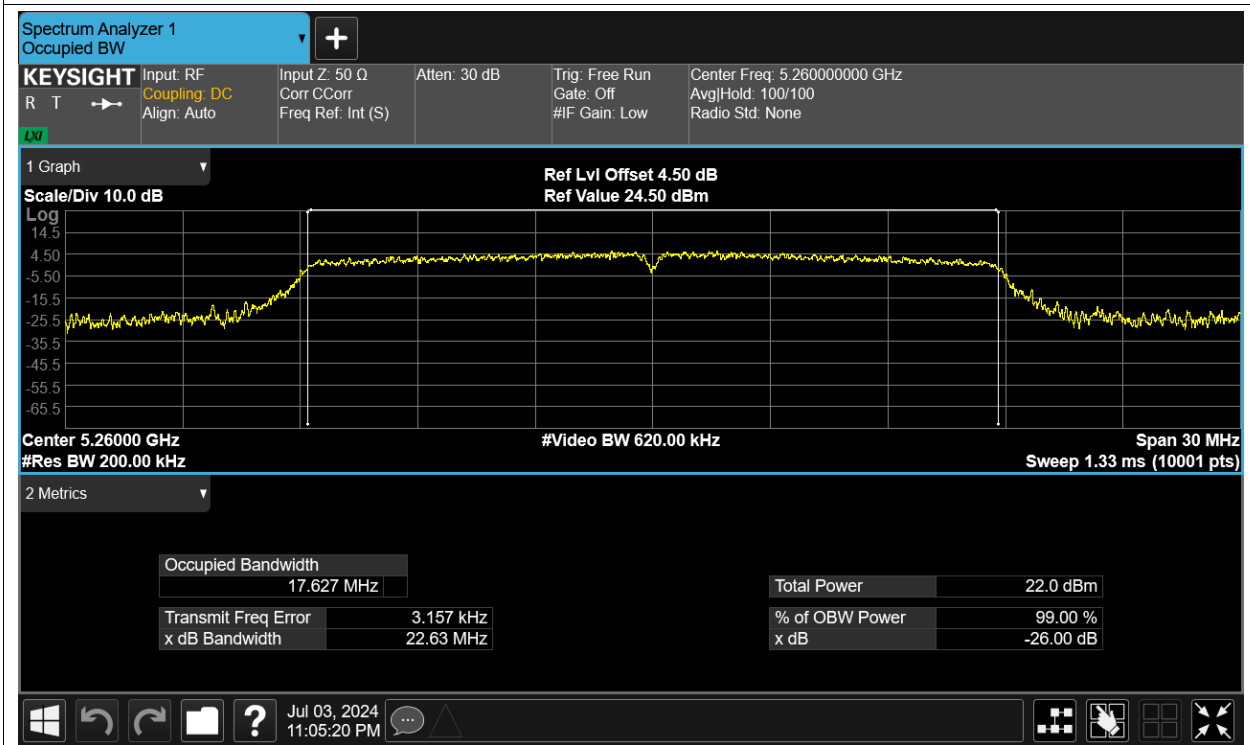 Spectrum Analyzer 1
Occupied BW
KEYSIGHT
R T
LXI
Input: RF
Coupling: DC
Align: Auto
Input Z: 50 Ω
Corr CCorr
Freq Ref: Int (S)
Atten: 30 dB
Trig: Free Run
Gate: Off
#IF Gain: Low
Center Freq: 5.260000000 GHz
Avg|Hold: 100/100
Radio Std: None
1 Graph
Scale/Div 10.0 dB
Ref Lvl Offset 4.50 dB
Ref Value 24.50 dBm
Log
14.5
4.50
-5.50
-15.5
-25.5
-35.5
-45.5
-55.5
-65.5
Center 5.26000 GHz
#Res BW 200.00 kHz
#Video BW 620.00 kHz
Span 30 MHz
Sweep 1.33 ms (10001 pts)
2 Metrics
Occupied Bandwidth
17.627 MHz
Transmit Freq Error 3.157 kHz
x dB Bandwidth 22.63 MHz
Total Power 22.0 dBm
% of OBW Power 99.00 %
x dB -26.00 dB
?
Jul 03, 2024
11:05:20 PM